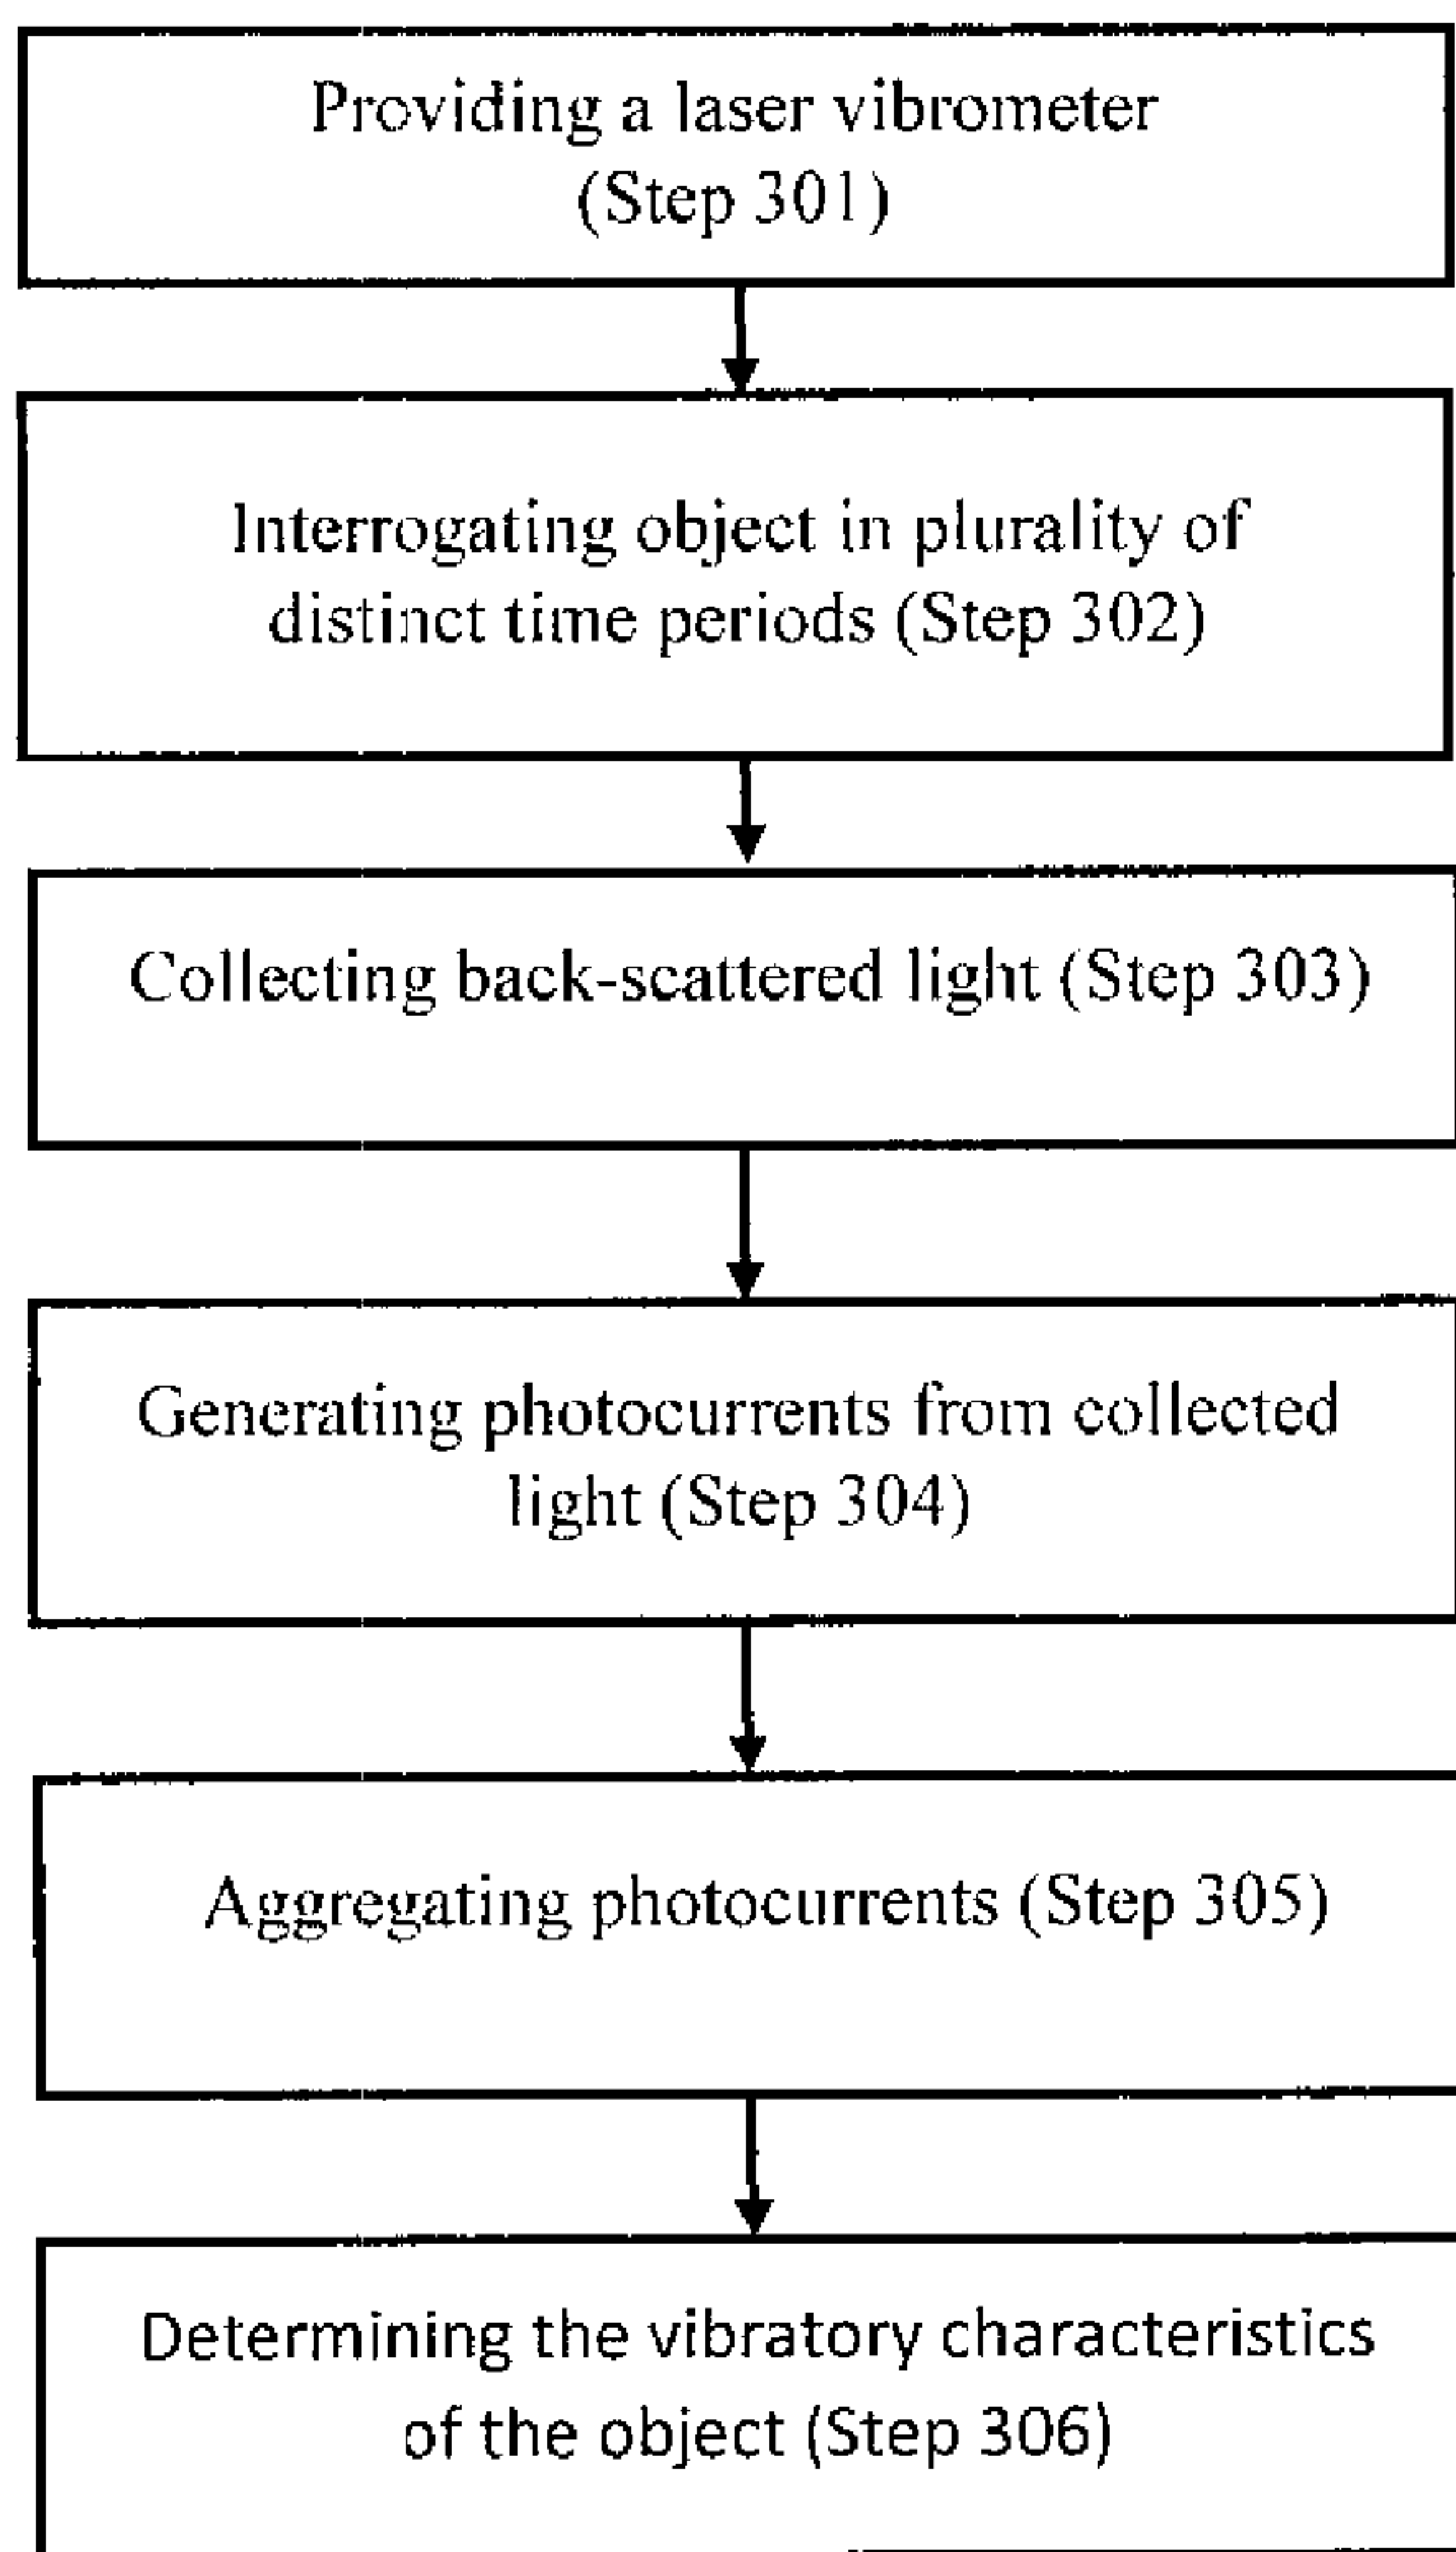 Providing a laser vibrometer
(Step 301)
Interrogating object in plurality of
distinct time periods (Step 302)
Collecting back-scattered light (Step 303)
Generating photocurrents from collected
light (Step 304)
Aggregating photocurrents (Step 305)
Determining the vibratory characteristics
of the object (Step 306)